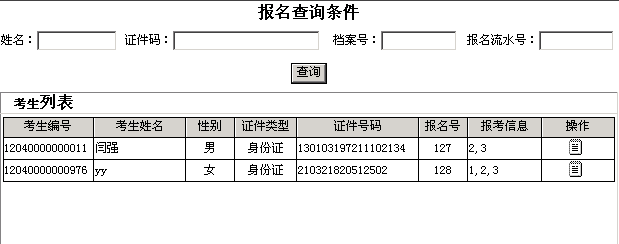 报名查询条件
姓名： 证件码： 档案号： 报名流水号：
查询
考生列表
考生编号 考生姓名 性别 证件类型 证件号码 报名号 报考信息 操作
12040000000011 闫强 男 身份证 130103197211102134 127 2,3
12040000000976 yy 女 身份证 210321820512502 128 1,2,3